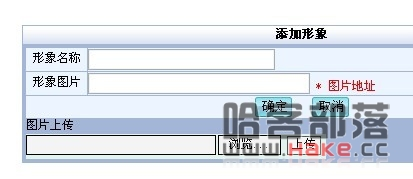 添加形象
形象名称
形象图片 * 图片地址
确定 取消
图片上传
浏览... 上传
哈客部落
www.Hake.cc